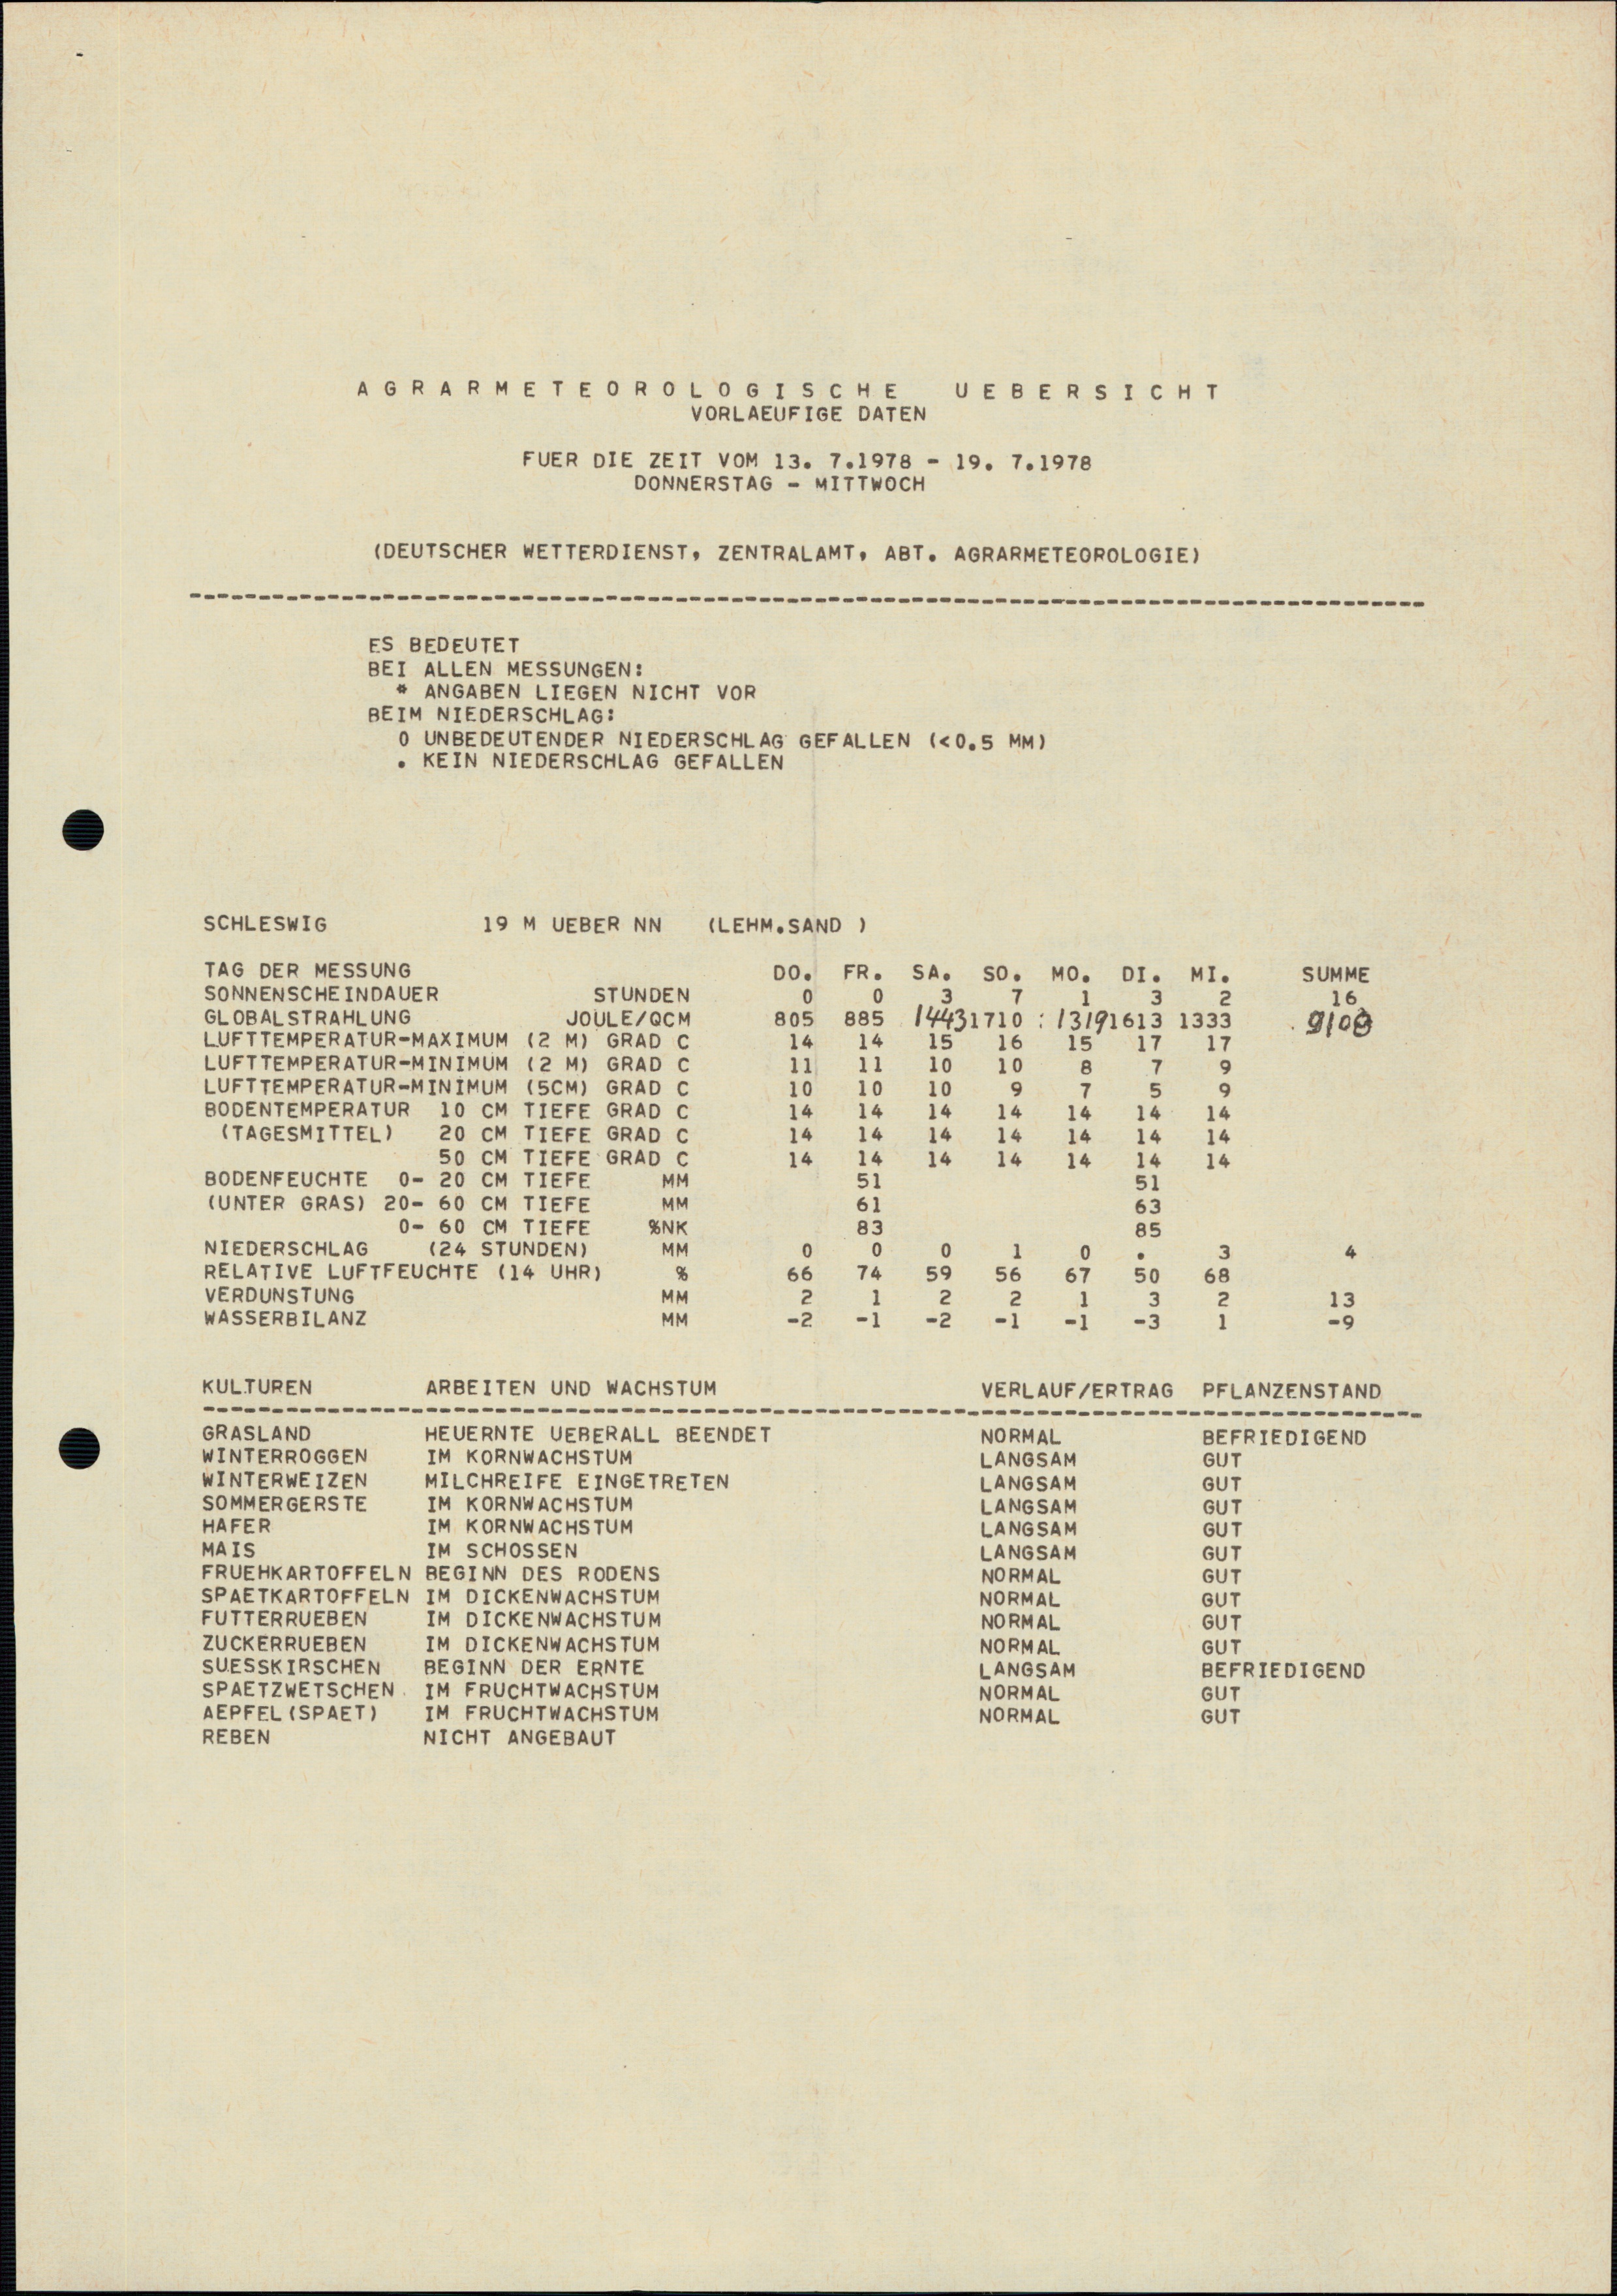 A G R A R M E T E O R O L O G I S C H E   U E B E R S I C H T
VORLAEUFIGE DATEN
FUER DIE ZEIT VOM 13. 7.1978 - 19. 7.1978
DONNERSTAG - MITTWOCH
(DEUTSCHER WETTERDIENST, ZENTRALAMT, ABT. AGRARMETEOROLOGIE)
ES BEDEUTET
BEI ALLEN MESSUNGEN:
* ANGABEN LIEGEN NICHT VOR
BEIM NIEDERSCHLAG:
0 UNBEDEUTENDER NIEDERSCHLAG GEFALLEN (<0.5 MM)
. KEIN NIEDERSCHLAG GEFALLEN
SCHLESWIG 19 M UEBER NN (LEHM.SAND )
TAG DER MESSUNG DO. FR. SA. SO. MO. DI. MI. SUMME
SONNENSCHEINDAUER STUNDEN 0 0 3 7 1 3 2 16
GLOBALSTRAHLUNG JOULE/QCM 805 885 1443 1710 1319 1613 1333 9108
LUFTTEMPERATUR-MAXIMUM (2 M) GRAD C 14 14 15 16 15 17 17
LUFTTEMPERATUR-MINIMUM (2 M) GRAD C 11 11 10 10 8 7 9
LUFTTEMPERATUR-MINIMUM (5CM) GRAD C 10 10 10 9 7 5 9
BODENTEMPERATUR 10 CM TIEFE GRAD C 14 14 14 14 14 14 14
(TAGESMITTEL) 20 CM TIEFE GRAD C 14 14 14 14 14 14 14
50 CM TIEFE GRAD C 14 14 14 14 14 14 14
BODENFEUCHTE 0- 20 CM TIEFE MM 51 51
(UNTER GRAS) 20- 60 CM TIEFE MM 61 63
0- 60 CM TIEFE %NK 83 85
NIEDERSCHLAG (24 STUNDEN) MM 0 0 0 1 0 . 3 4
RELATIVE LUFTFEUCHTE (14 UHR) % 66 74 59 56 67 50 68
VERDUNSTUNG MM 2 1 2 2 1 3 2 13
WASSERBILANZ MM -2 -1 -2 -1 -1 -3 1 -9
KULTUREN ARBEITEN UND WACHSTUM VERLAUF/ERTRAG PFLANZENSTAND
GRASLAND HEUERNTE UEBERALL BEENDET NORMAL BEFRIEDIGEND
WINTERROGGEN IM KORNWACHSTUM LANGSAM GUT
WINTERWEIZEN MILCHREIFE EINGETRETEN LANGSAM GUT
SOMMERGERSTE IM KORNWACHSTUM LANGSAM GUT
HAFER IM KORNWACHSTUM LANGSAM GUT
MAIS IM SCHOSSEN LANGSAM GUT
FRUEHKARTOFFELN BEGINN DES RODENS NORMAL GUT
SPAETKARTOFFELN IM DICKENWACHSTUM NORMAL GUT
FUTTERRUEBEN IM DICKENWACHSTUM NORMAL GUT
ZUCKERRUEBEN IM DICKENWACHSTUM NORMAL GUT
SUESSKIRSCHEN BEGINN DER ERNTE LANGSAM BEFRIEDIGEND
SPAETZWETSCHEN IM FRUCHTWACHSTUM NORMAL GUT
AEPFEL(SPAET) IM FRUCHTWACHSTUM NORMAL GUT
REBEN NICHT ANGEBAUT